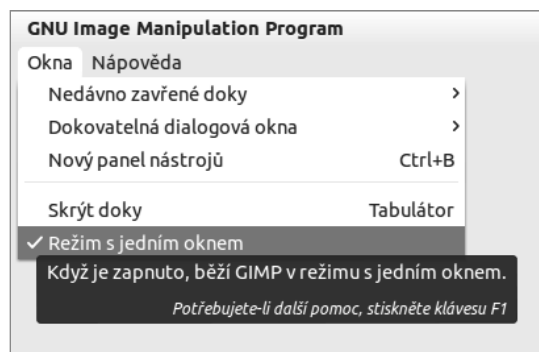 GNU Image Manipulation Program
Okna Nápověda
Nedávno zavřené doky
Dokovatelná dialogová okna
Nový panel nástrojů Ctrl+B
Skrýt doky Tabulátor
Režim s jedním oknem
Když je zapnuto, běží GIMP v režimu s jedním oknem.
Potřebujete-li další pomoc, stiskněte klávesu F1